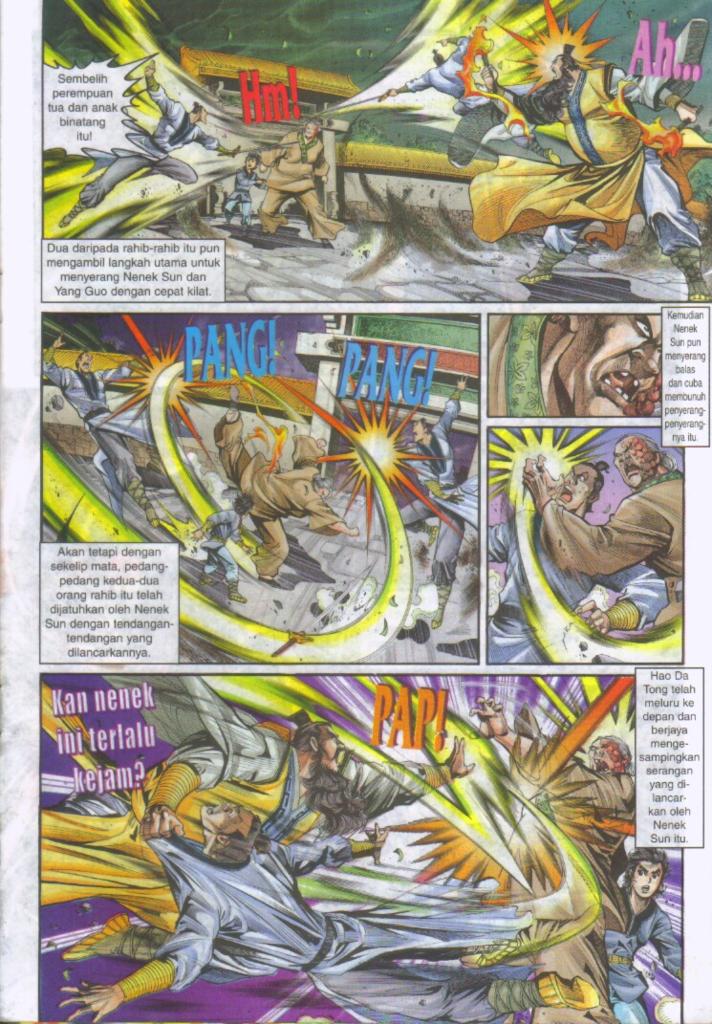 Sembelih
perempuan
tua dan anak
binatang
itu!
Hm!
Ah...
Dua daripada rahib-rahib itu pun
mengambil langkah utama untuk
menyerang Nenek Sun dan
Yang Guo dengan cepat kilat.
PANG!
PANG!
Akan tetapi dengan
sekelip mata, pedang-
pedang kedua-dua
orang rahib itu telah
dijatuhkan oleh Nenek
Sun dengan tendangan-
tendangan yang
dilancarkannya.
Kemudian
Nenek
Sun pun
menyerang
balas
dan cuba
membunuh
penyerang-
penyerang-
nya itu.
Kan nenek
ini terlalu
kejam?
PAP!
Hao Da
Tong telah
meluru ke
depan dan
berjaya
menge-
sampingkan
serangan
yang di-
lancar-
kan oleh
Nenek
Sun itu.